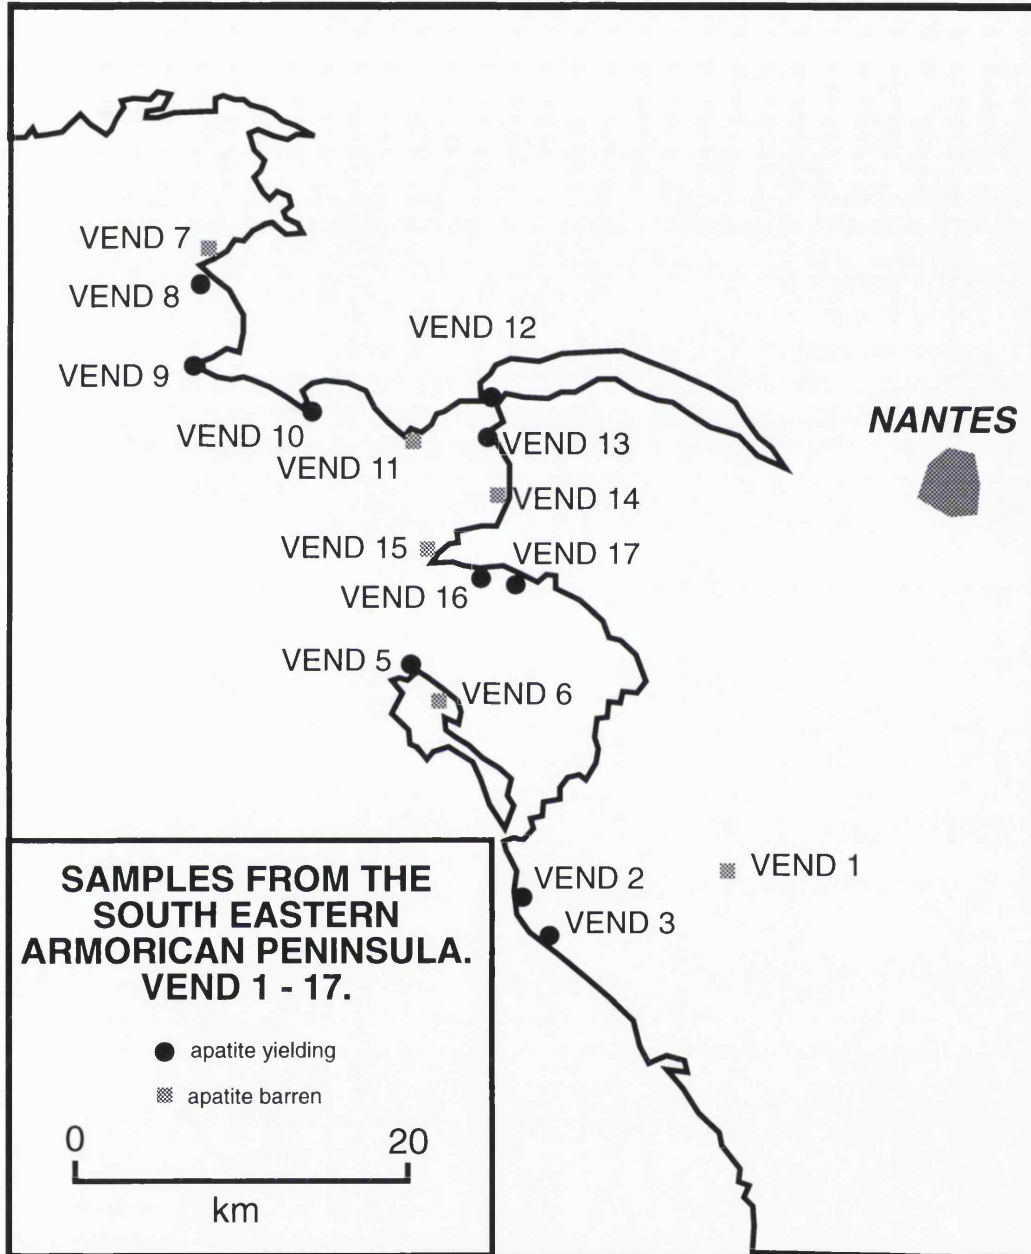 VEND 7
VEND 8
VEND 12
VEND 9
NANTES
VEND 10
VEND 13
VEND 11
VEND 14
VEND 15
VEND 17
VEND 16
VEND 5
VEND 6
VEND 1
VEND 2
VEND 3
SAMPLES FROM THE
SOUTH EASTERN
ARMORICAN PENINSULA.
VEND 1 - 17.
apatite yielding
apatite barren
0 20
km